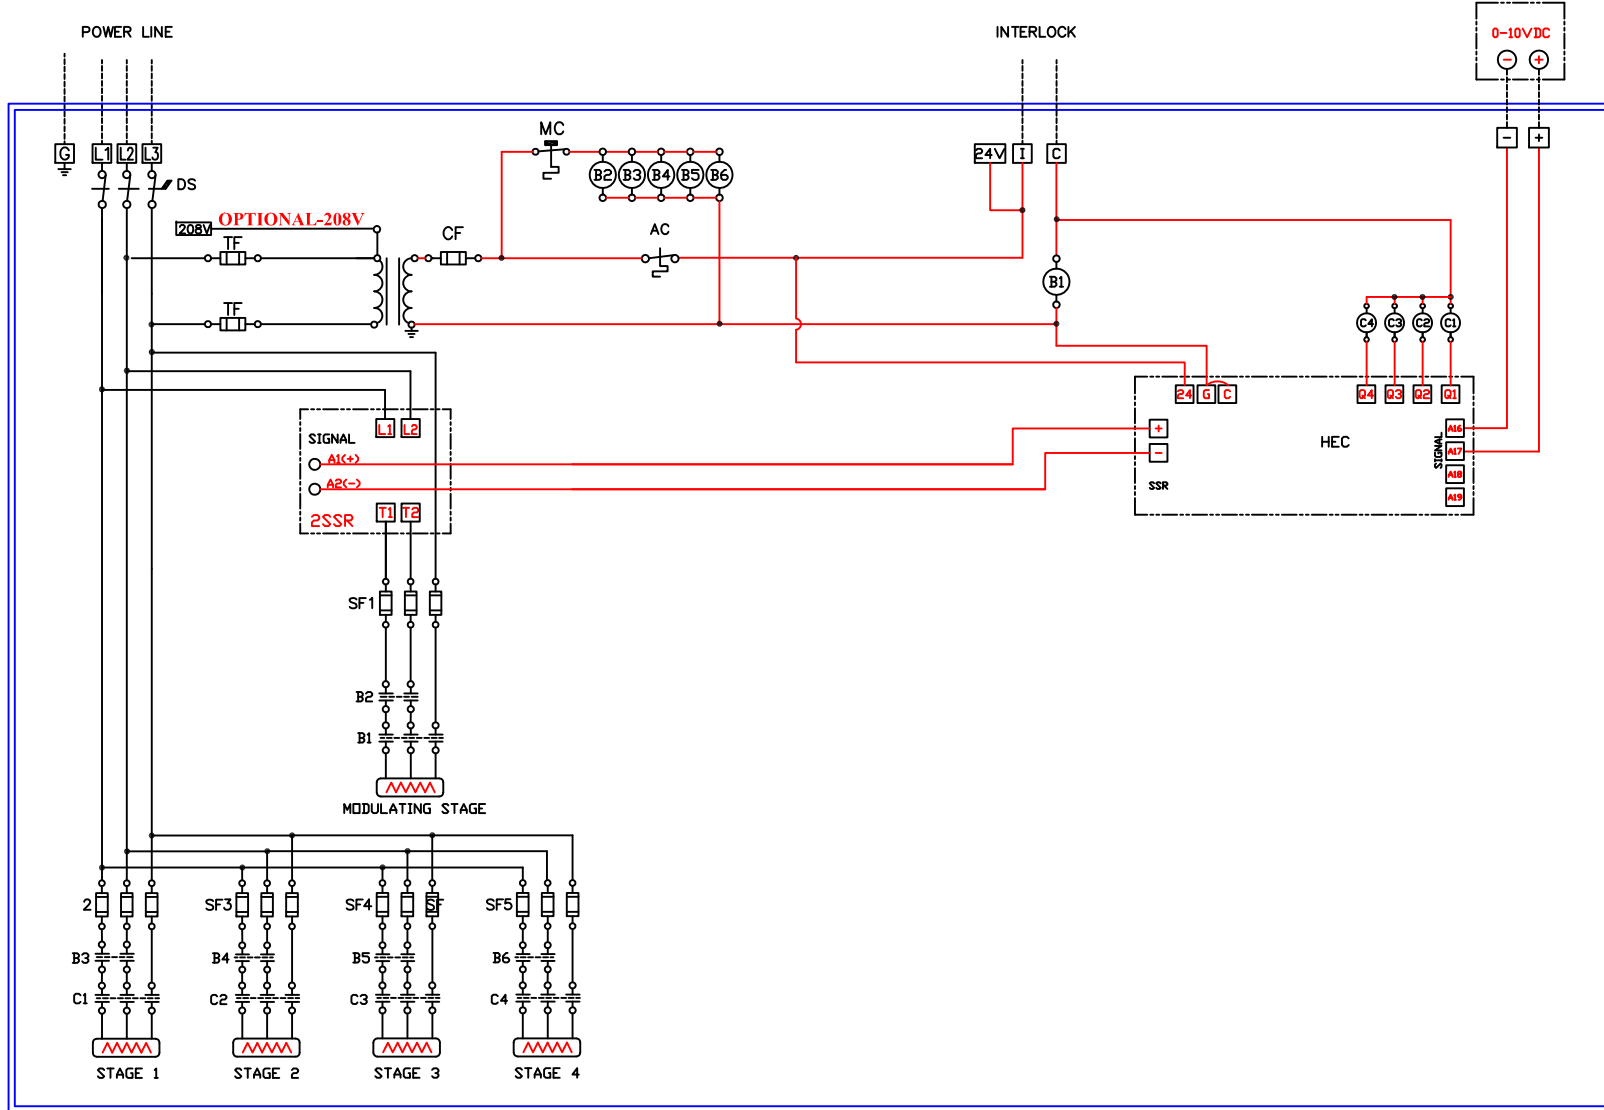 POWER LINE
INTERLOCK
0-10VDC
- +
- +
MC
G L1 L2 L3
24V I C
DS
B2 B3 B4 B5 B6
208V OPTIONAL-208V
TF
CF
AC
B1
TF
C4 C3 C2 C1
24 G C
Q4 Q3 Q2 Q1
L1 L2
SIGNAL
A1(+)
A2(-)
T1 T2
2SSR
+
-
SSR
HEC
SIGNAL
A16
A17
A18
A19
SF1
B2
B1
MODULATING STAGE
2
SF3
SF4
SF
SF5
B3
B4
B5
B6
C1
C2
C3
C4
STAGE 1
STAGE 2
STAGE 3
STAGE 4